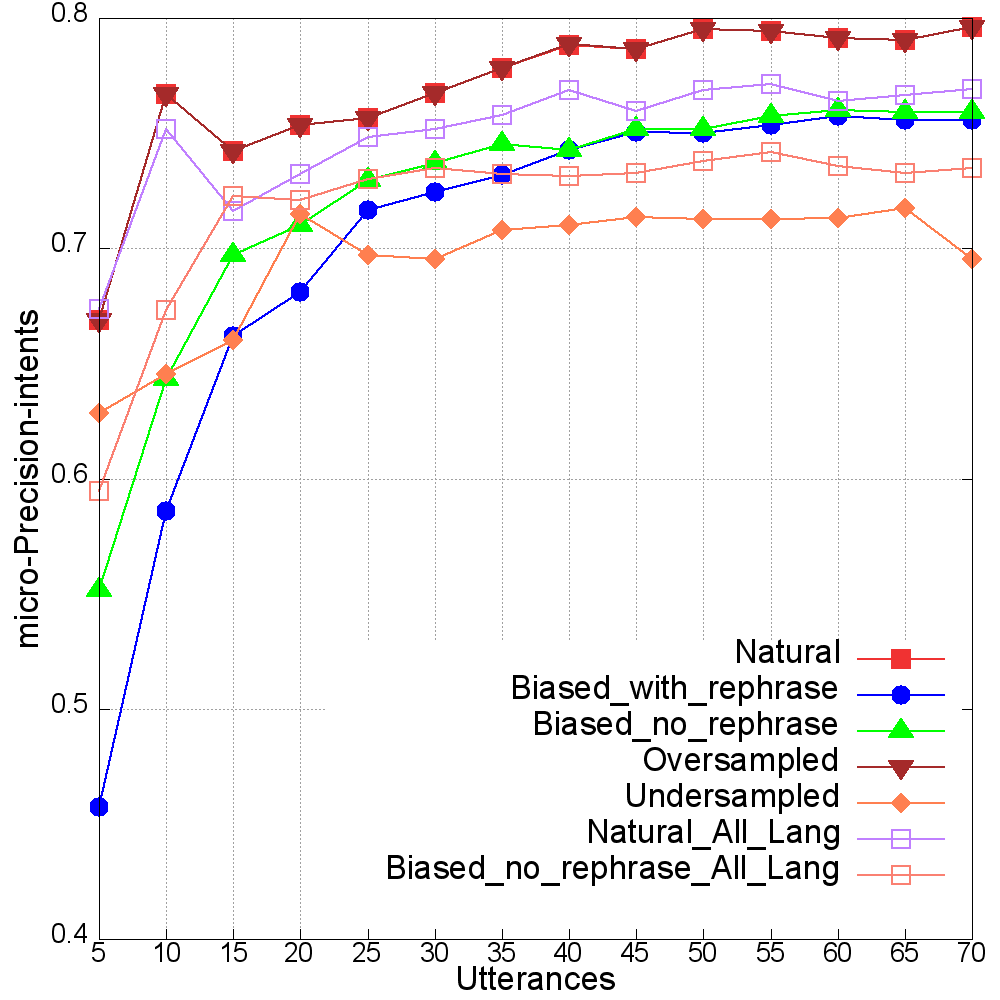 0.8
0.7
0.6
0.5
0.4
micro-Precision-intents
Natural
Biased_with_rephrase
Biased_no_rephrase
Oversampled
Undersampled
Natural_All_Lang
Biased_no_rephrase_All_Lang
5 10 15 20 25 30 35 40 45 50 55 60 65 70
Utterances